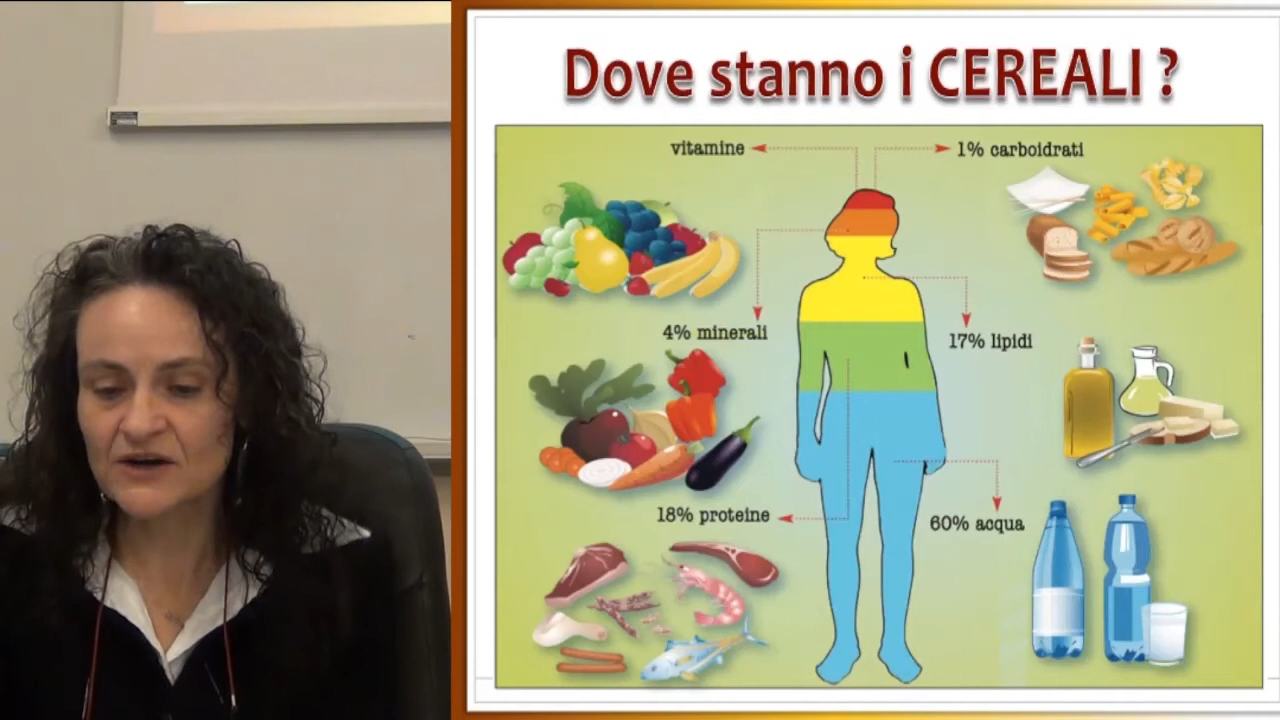 Dove stanno i CEREALI ?
vitamine
1% carboidrati
4% minerali
17% lipidi
18% proteine
60% acqua